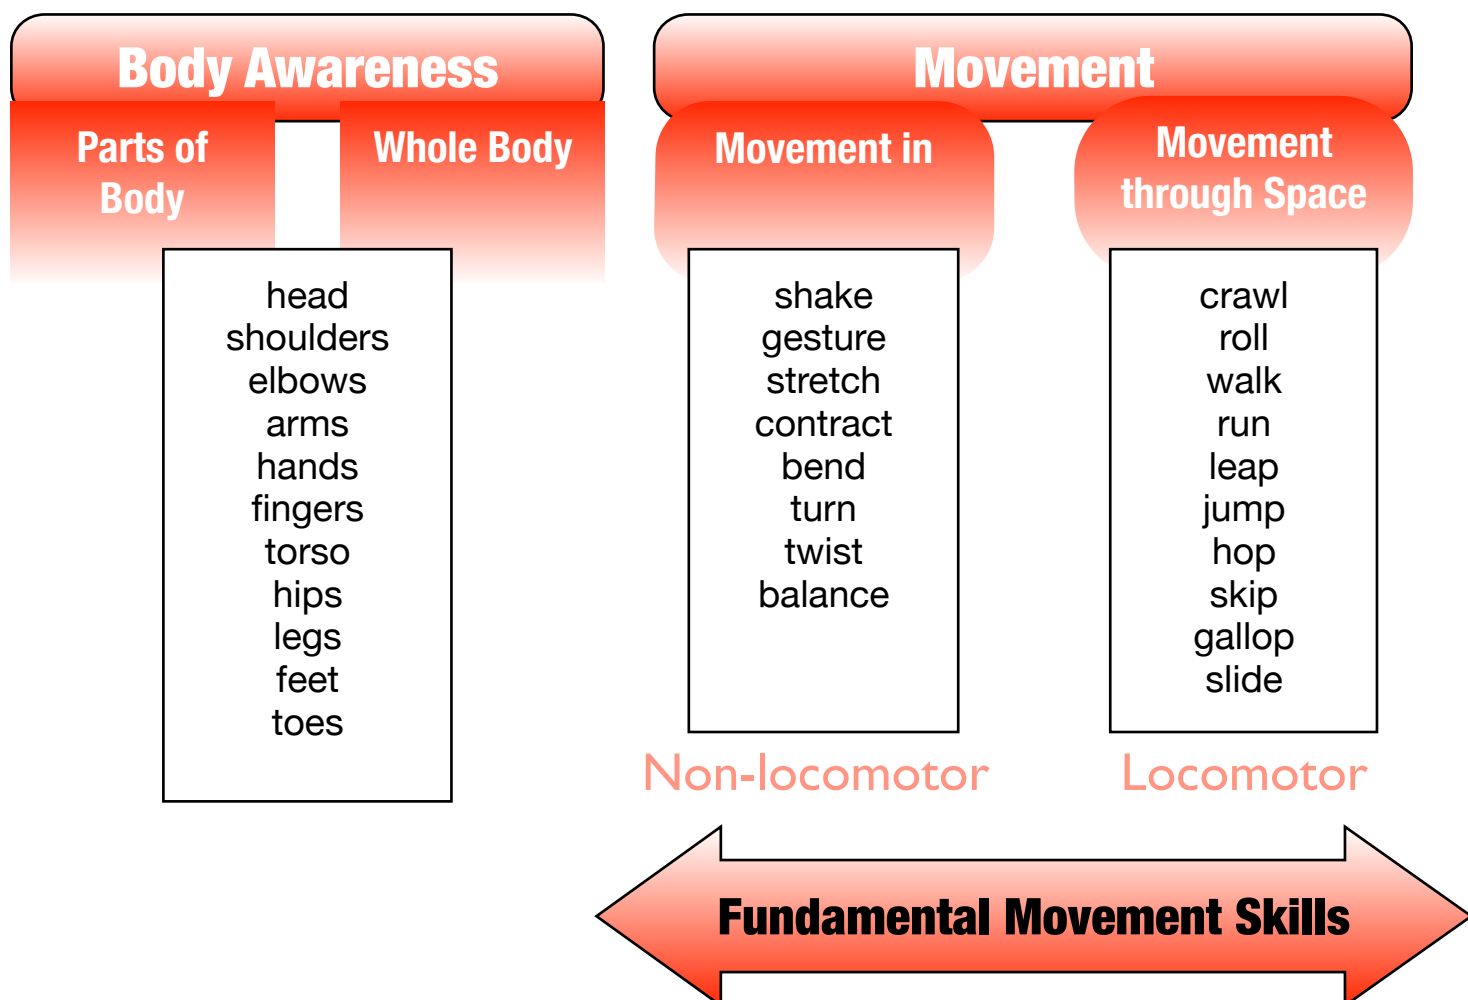 Body Awareness
Parts of
Body
Whole Body
head
shoulders
elbows
arms
hands
fingers
torso
hips
legs
feet
toes
Movement
Movement in
shake
gesture
stretch
contract
bend
turn
twist
balance
Non-locomotor
Movement
through Space
crawl
roll
walk
run
leap
jump
hop
skip
gallop
slide
Locomotor
Fundamental Movement Skills